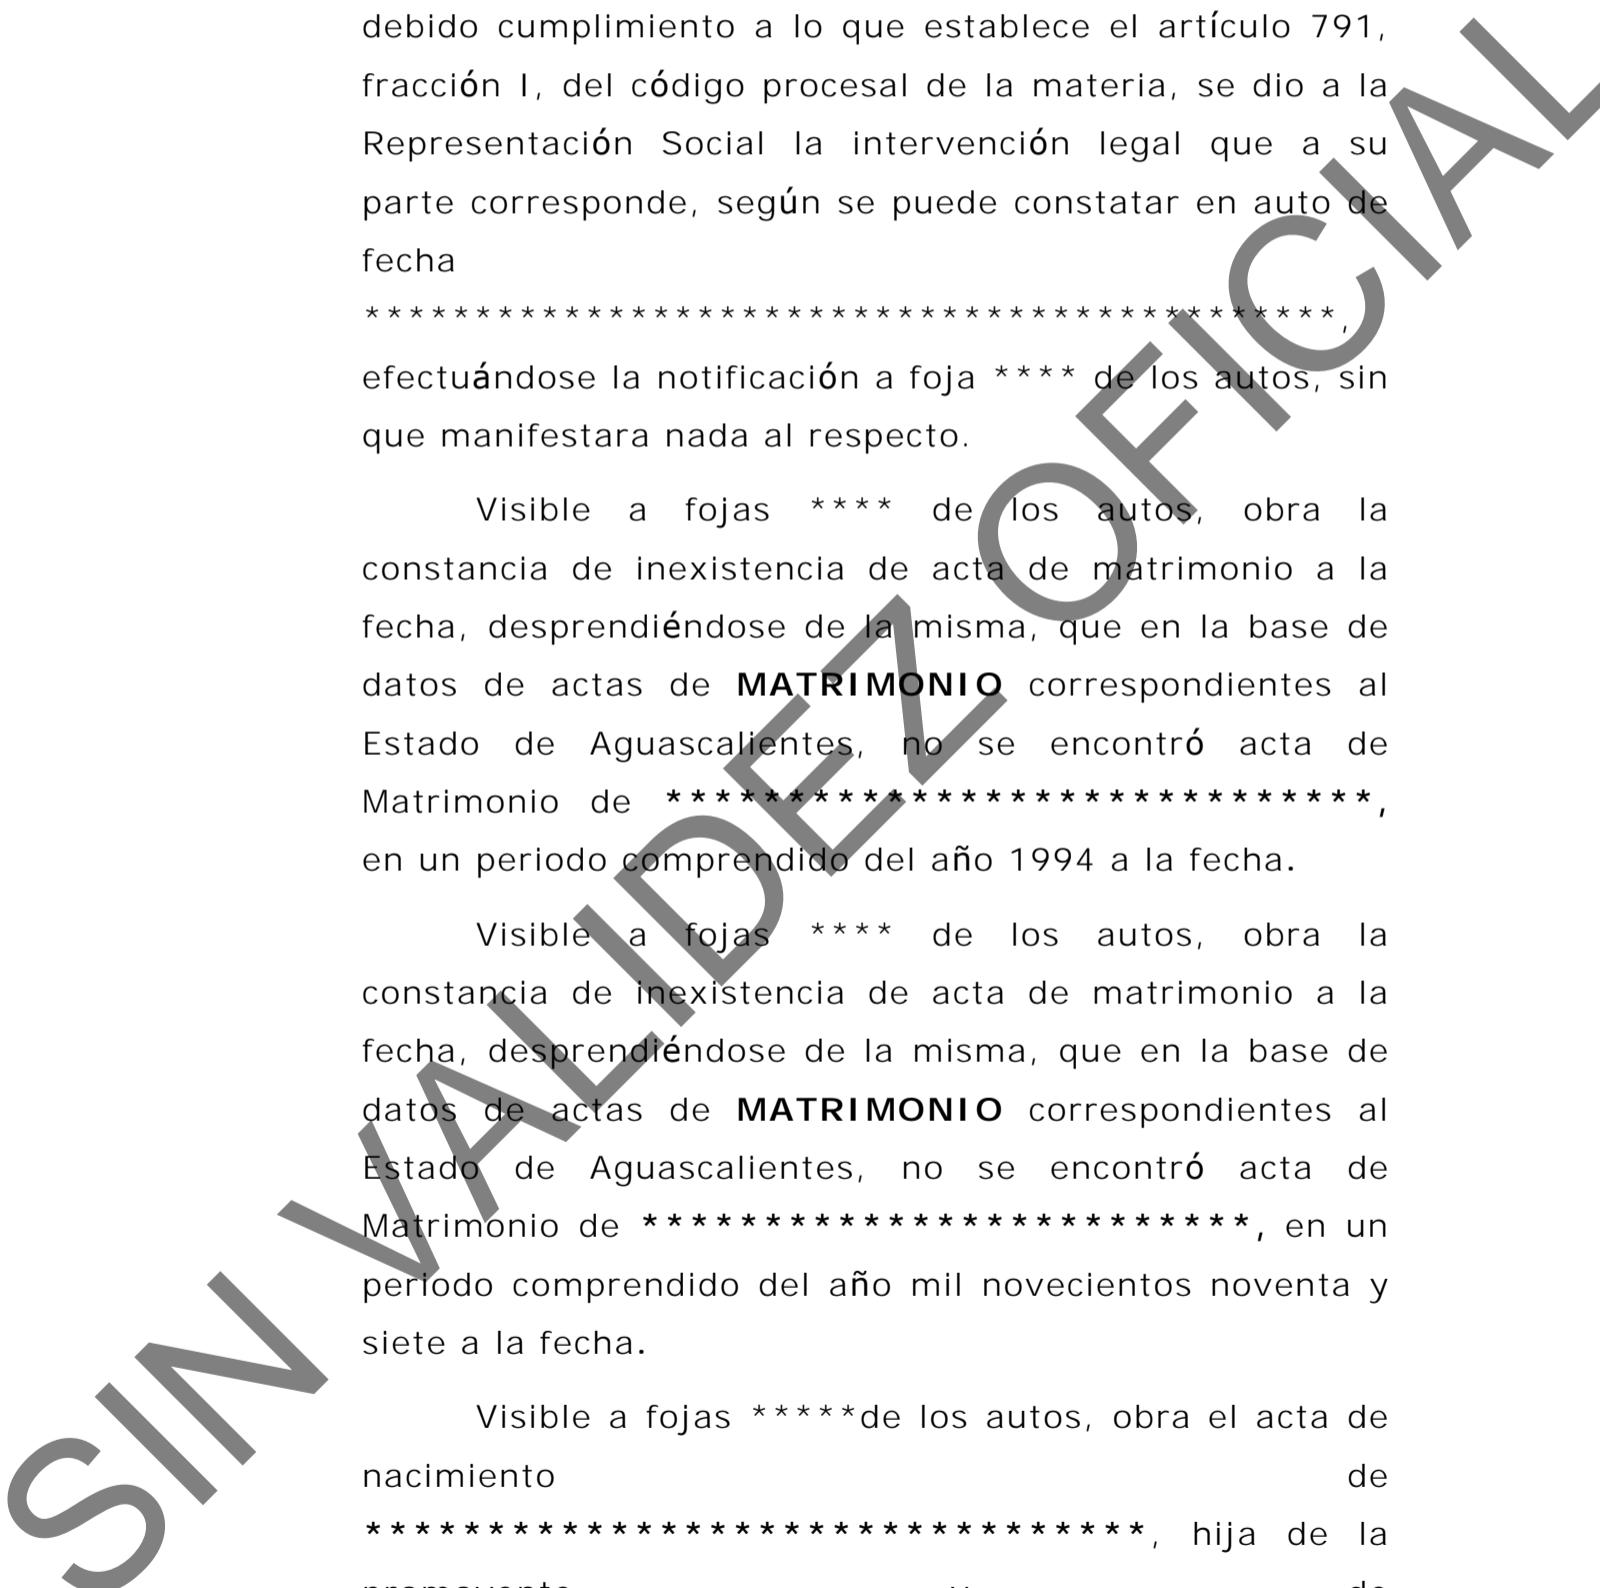 debido cumplimiento a lo que establece el artículo 791,
fracción I, del código procesal de la materia, se dio a la
Representación Social la intervención legal que a su
parte corresponde, según se puede constatar en auto de
fecha
********************************************,
efectuándose la notificación a foja **** de los autos, sin
que manifestara nada al respecto.
Visible a fojas **** de los autos, obra la
constancia de inexistencia de acta de matrimonio a la
fecha, desprendiéndose de la misma, que en la base de
datos de actas de MATRIMONIO correspondientes al
Estado de Aguascalientes, no se encontró acta de
Matrimonio de *****************************,
en un periodo comprendido del año 1994 a la fecha.
Visible a fojas **** de los autos, obra la
constancia de inexistencia de acta de matrimonio a la
fecha, desprendiéndose de la misma, que en la base de
datos de actas de MATRIMONIO correspondientes al
Estado de Aguascalientes, no se encontró acta de
Matrimonio de *************************, en un
periodo comprendido del año mil novecientos noventa y
siete a la fecha.
Visible a fojas *****de los autos, obra el acta de
nacimiento de
********************************, hija de la
SIN VALIDEZ OFICIAL